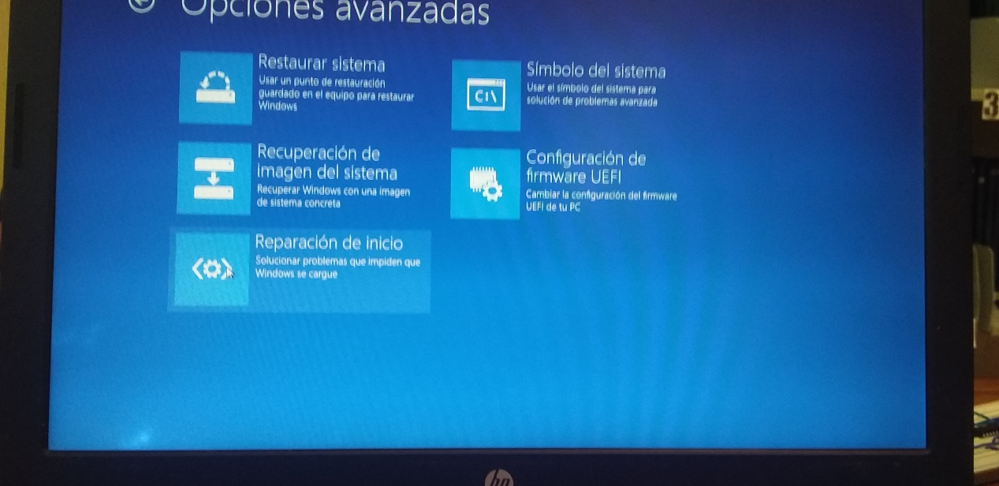 Opciones avanzadas
Restaurar sistema
Usar un punto de restauración
guardado en el equipo para restaurar
Windows
Recuperación de
imagen del sistema
Recuperar Windows con una imagen
de sistema concreta
Reparación de inicio
Solucionar problemas que impiden que
Windows se cargue
C:\
Símbolo del sistema
Usar el símbolo del sistema para
solución de problemas avanzada
Configuración de
firmware UEFI
Cambiar la configuración del firmware
UEFI de tu PC
3
hp